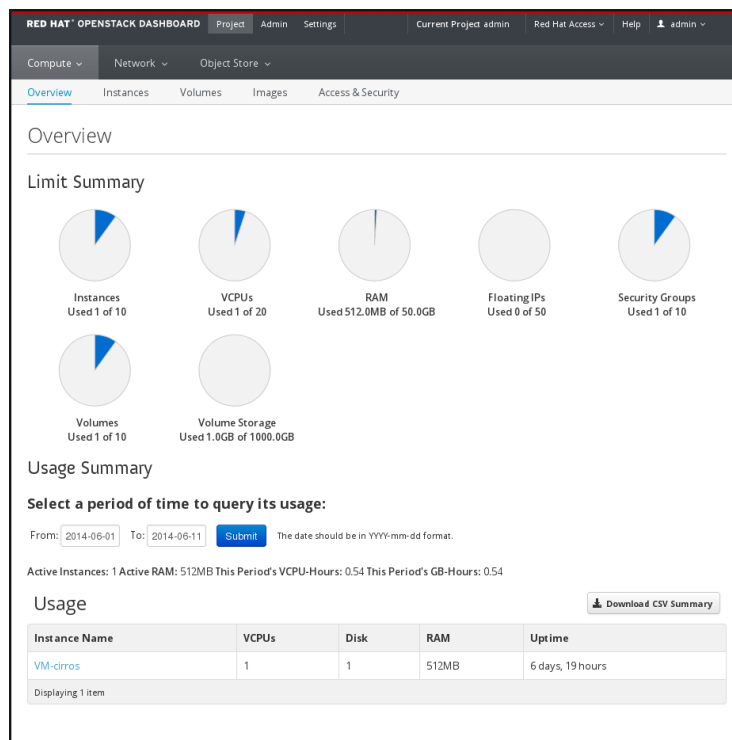 RED HAT® OPENSTACK DASHBOARD Project Admin Settings Current Project admin Red Hat Access Help admin
Compute Network Object Store
Overview Instances Volumes Images Access & Security
Overview
Limit Summary
Instances VCPUs RAM Floating IPs Security Groups
Used 1 of 10 Used 1 of 20 Used 512.0MB of 50.0GB Used 0 of 50 Used 1 of 10
Volumes Volume Storage
Used 1 of 10 Used 1.0GB of 1000.0GB
Usage Summary
Select a period of time to query its usage:
From: 2014-06-01 To: 2014-06-11 Submit The date should be in YYYY-mm-dd format.
Active Instances: 1 Active RAM: 512MB This Period's VCPU-Hours: 0.54 This Period's GB-Hours: 0.54
Usage Download CSV Summary
Instance Name VCPUs Disk RAM Uptime
VM-cirros 1 1 512MB 6 days, 19 hours
Displaying 1 item